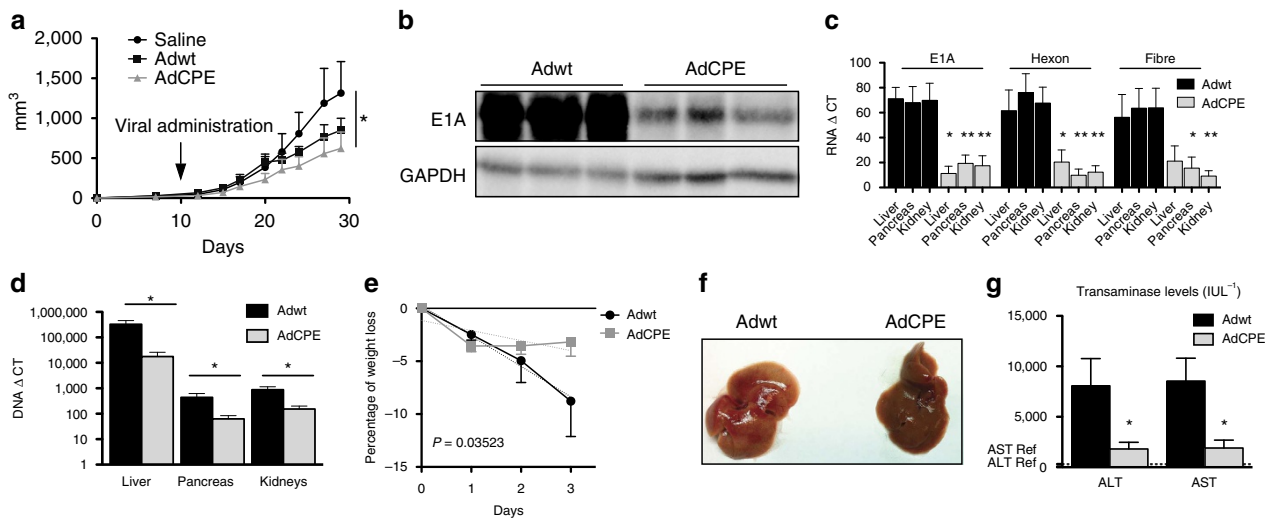 a
2,000
1,500
1,000
500
0
mm3
Saline
Adwt
AdCPE
Viral administration
*
0
10
20
30
Days
b
Adwt
AdCPE
E1A
GAPDH
c
E1A
Hexon
Fibre
Adwt
AdCPE
100
80
60
40
20
0
RNA Δ CT
* ** ** * ** ** * **
Liver Pancreas Kidney Liver Pancreas Kidney Liver Pancreas Kidney Liver Pancreas Kidney Liver Pancreas Kidney Liver Pancreas Kidney
d
1,000,000
100,000
10,000
1,000
100
10
1
DNA Δ CT
Adwt
AdCPE
* * *
Liver Pancreas Kidneys
e
0
−5
−10
−15
Percentage of weight loss
Adwt
AdCPE
P = 0.03523
0 1 2 3
Days
f
Adwt
AdCPE
g
Transaminase levels (IUL−1)
Adwt
AdCPE
15,000
10,000
5,000
0
AST Ref
ALT Ref
* *
ALT AST